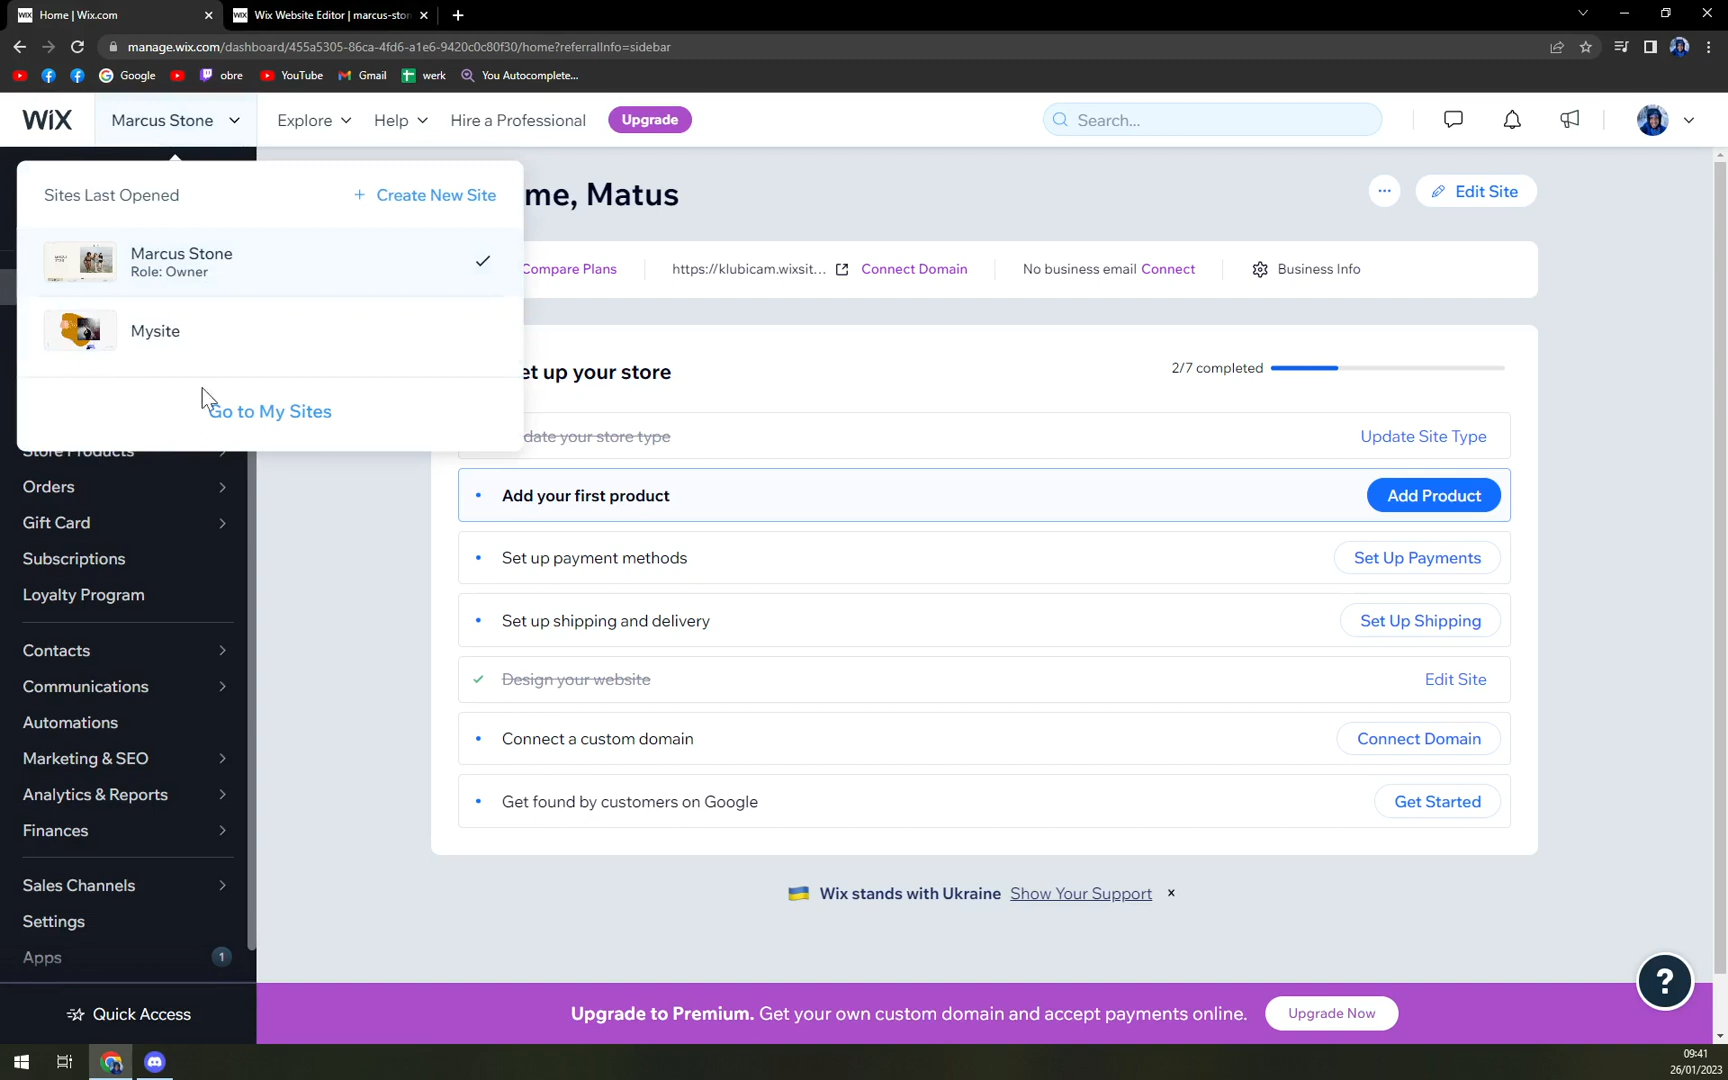 Home | Wix.com
Wix Website Editor | marcus-ston
manage.wix.com/dashboard/455a5305-86ca-4fd6-a1e6-9420c0c80f30/home?referralInfo=sidebar
Google
obre
YouTube
Gmail
werk
You Autocomplete...
WiX
Marcus Stone
Explore
Help
Hire a Professional
Upgrade
Search...
Sites Last Opened
+ Create New Site
me, Matus
Edit Site
Marcus Stone
Role: Owner
Compare Plans
https://klubicam.wixsit...
Connect Domain
No business email Connect
Business Info
Mysite
et up your store
2/7 completed
Go to My Sites
date your store type
Update Site Type
Store Products
Orders
Add your first product
Add Product
Gift Card
Subscriptions
Set up payment methods
Set Up Payments
Loyalty Program
Set up shipping and delivery
Set Up Shipping
Contacts
Communications
Design your website
Edit Site
Automations
Connect a custom domain
Connect Domain
Marketing & SEO
Analytics & Reports
Get found by customers on Google
Get Started
Finances
Sales Channels
Wix stands with Ukraine Show Your Support ×
Settings
Apps
1
?
Quick Access
Upgrade to Premium. Get your own custom domain and accept payments online.
Upgrade Now
09:41
26/01/2023